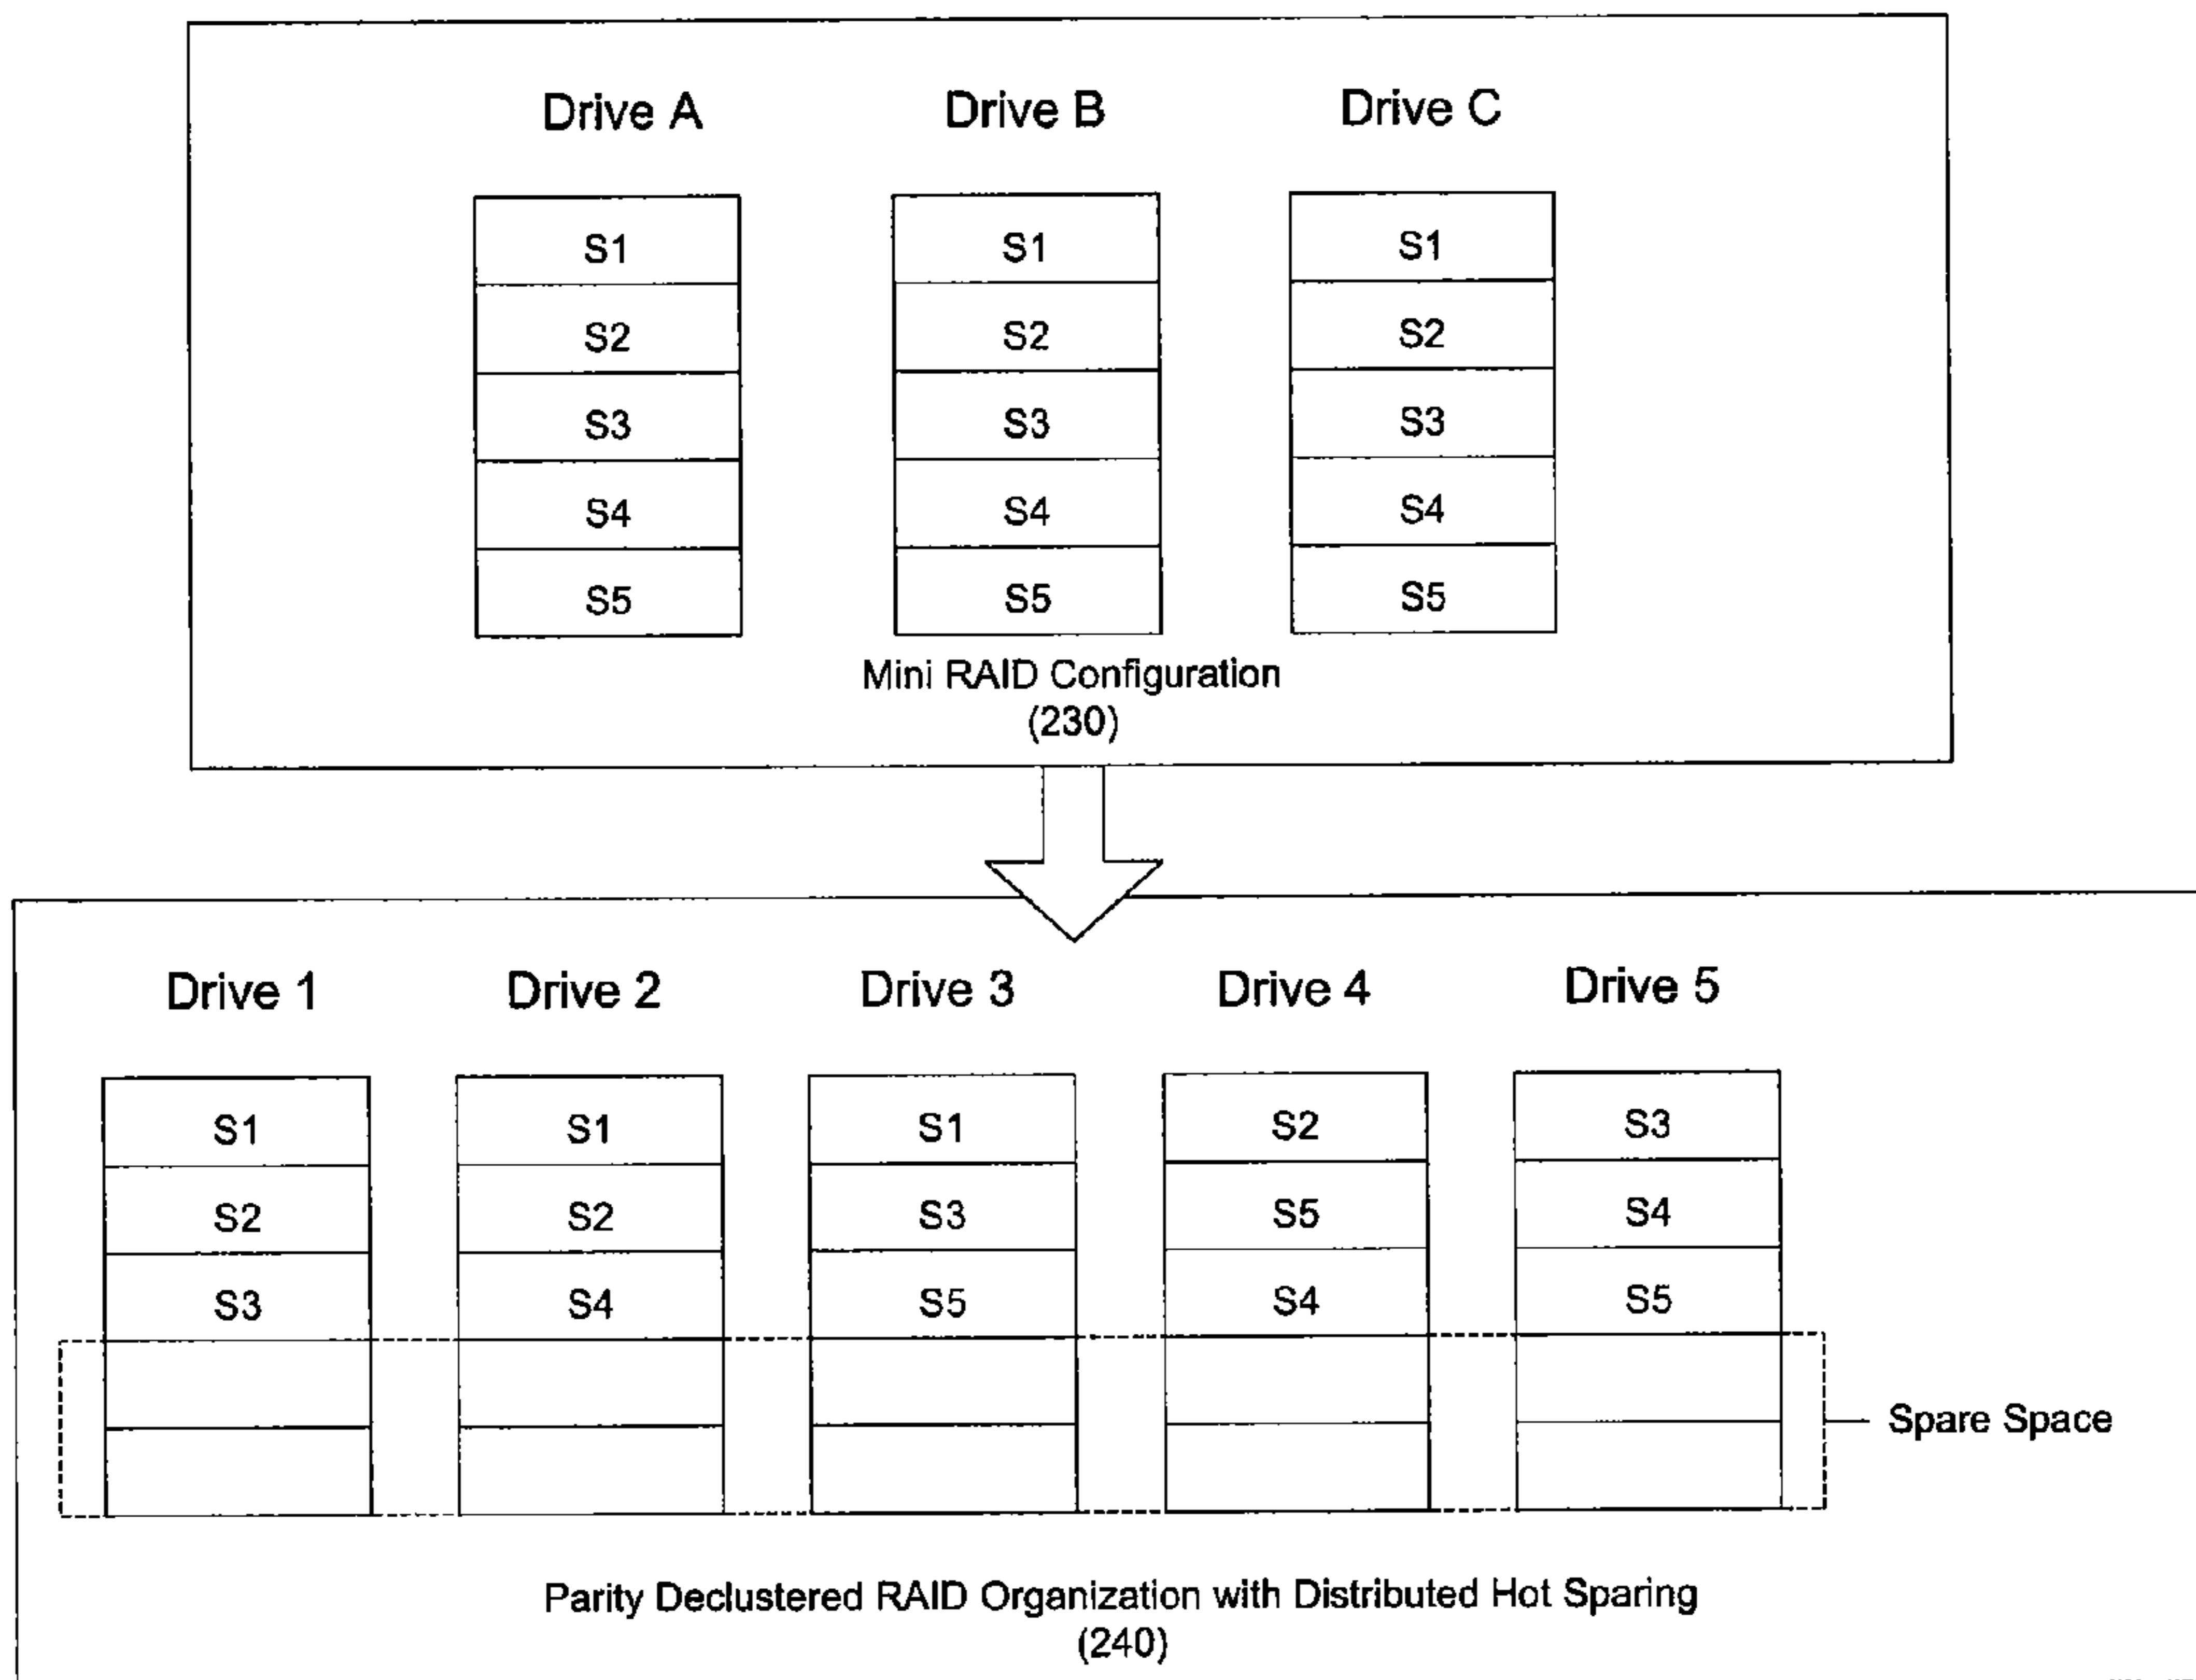 Drive A Drive B Drive C
S1 S1 S1
S2 S2 S2
S3 S3 S3
S4 S4 S4
S5 S5 S5
Mini RAID Configuration
(230)
Drive 1 Drive 2 Drive 3 Drive 4 Drive 5
S1 S1 S1 S2 S3
S2 S2 S3 S5 S4
S3 S4 S5 S4 S5
Spare Space
Parity Declustered RAID Organization with Distributed Hot Sparing
(240)